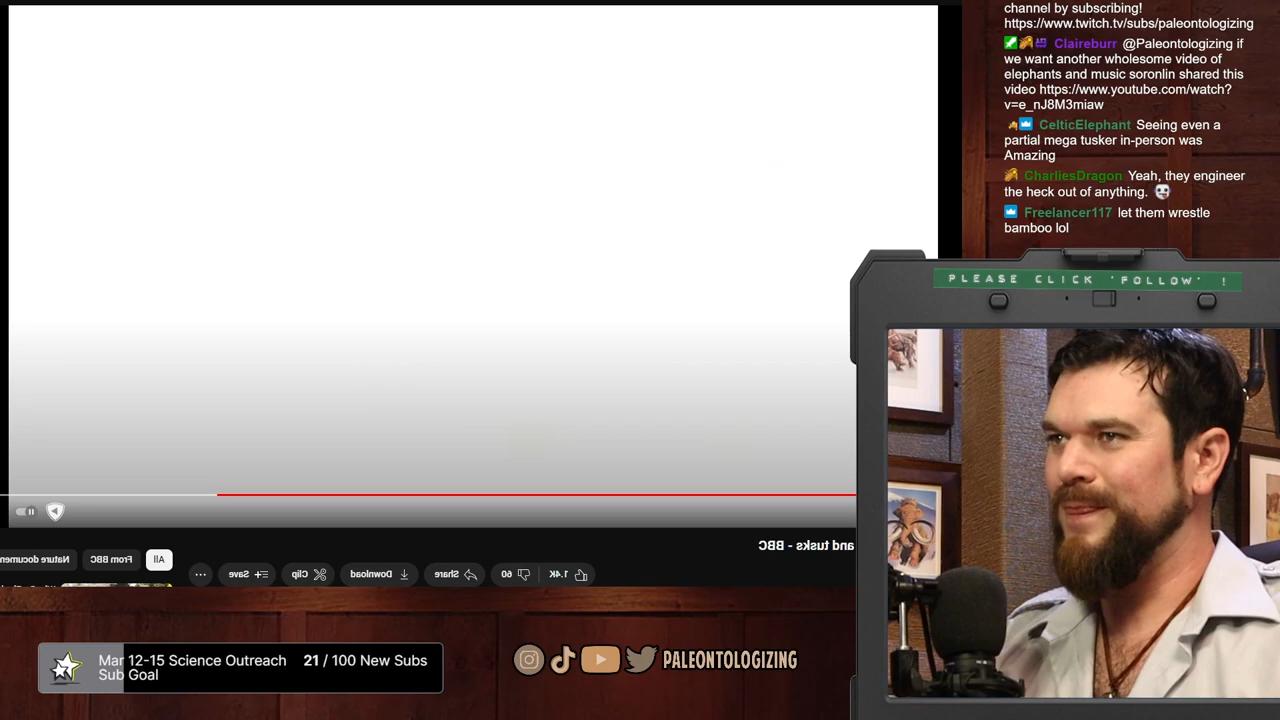 channel by subscribing!
https://www.twitch.tv/subs/paleontologizing
Claireburr @Paleontologizing if
we want another wholesome video of
elephants and music soronlin shared this
video https://www.youtube.com/watch?
v=e_nJ8M3miaw
CelticElephant Seeing even a
partial mega tusker in-person was
Amazing
CharliesDragon Yeah, they engineer
the heck out of anything.
Freelancer117 let them wrestle
bamboo lol
PLEASE CLICK 'FOLLOW' !
and tusks - BBC
Nature documen
From BBC
All
Save
Clip
Download
Share
60
1.4K
Mar 12-15 Science Outreach 21 / 100 New Subs
Sub Goal
PALEONTOLOGIZING